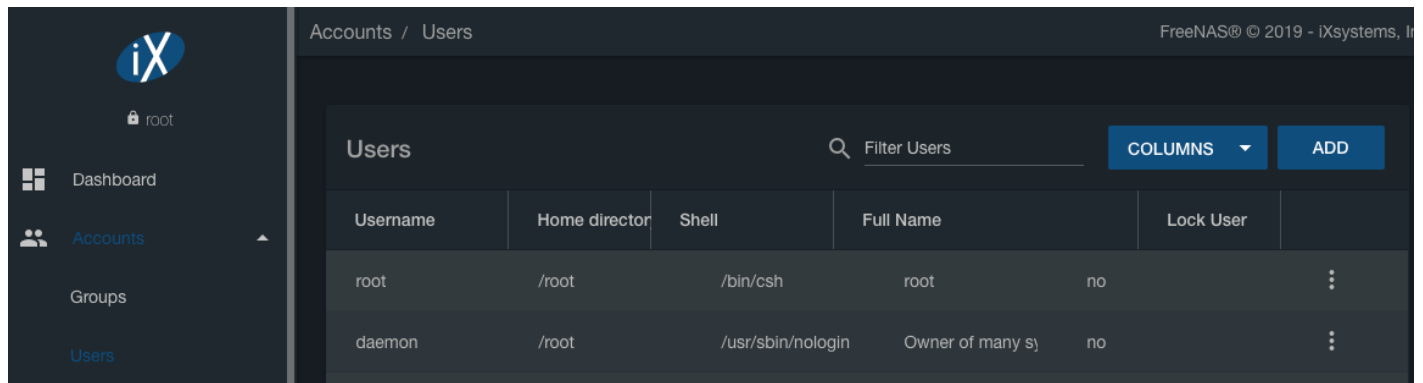 iX
root
Dashboard
Accounts
Groups
Users
Accounts / Users
FreeNAS® © 2019 - iXsystems,
Users
Filter Users
COLUMNS
ADD
Username Home director Shell Full Name Lock User
root /root /bin/csh root no
daemon /root /usr/sbin/nologin Owner of many sy no